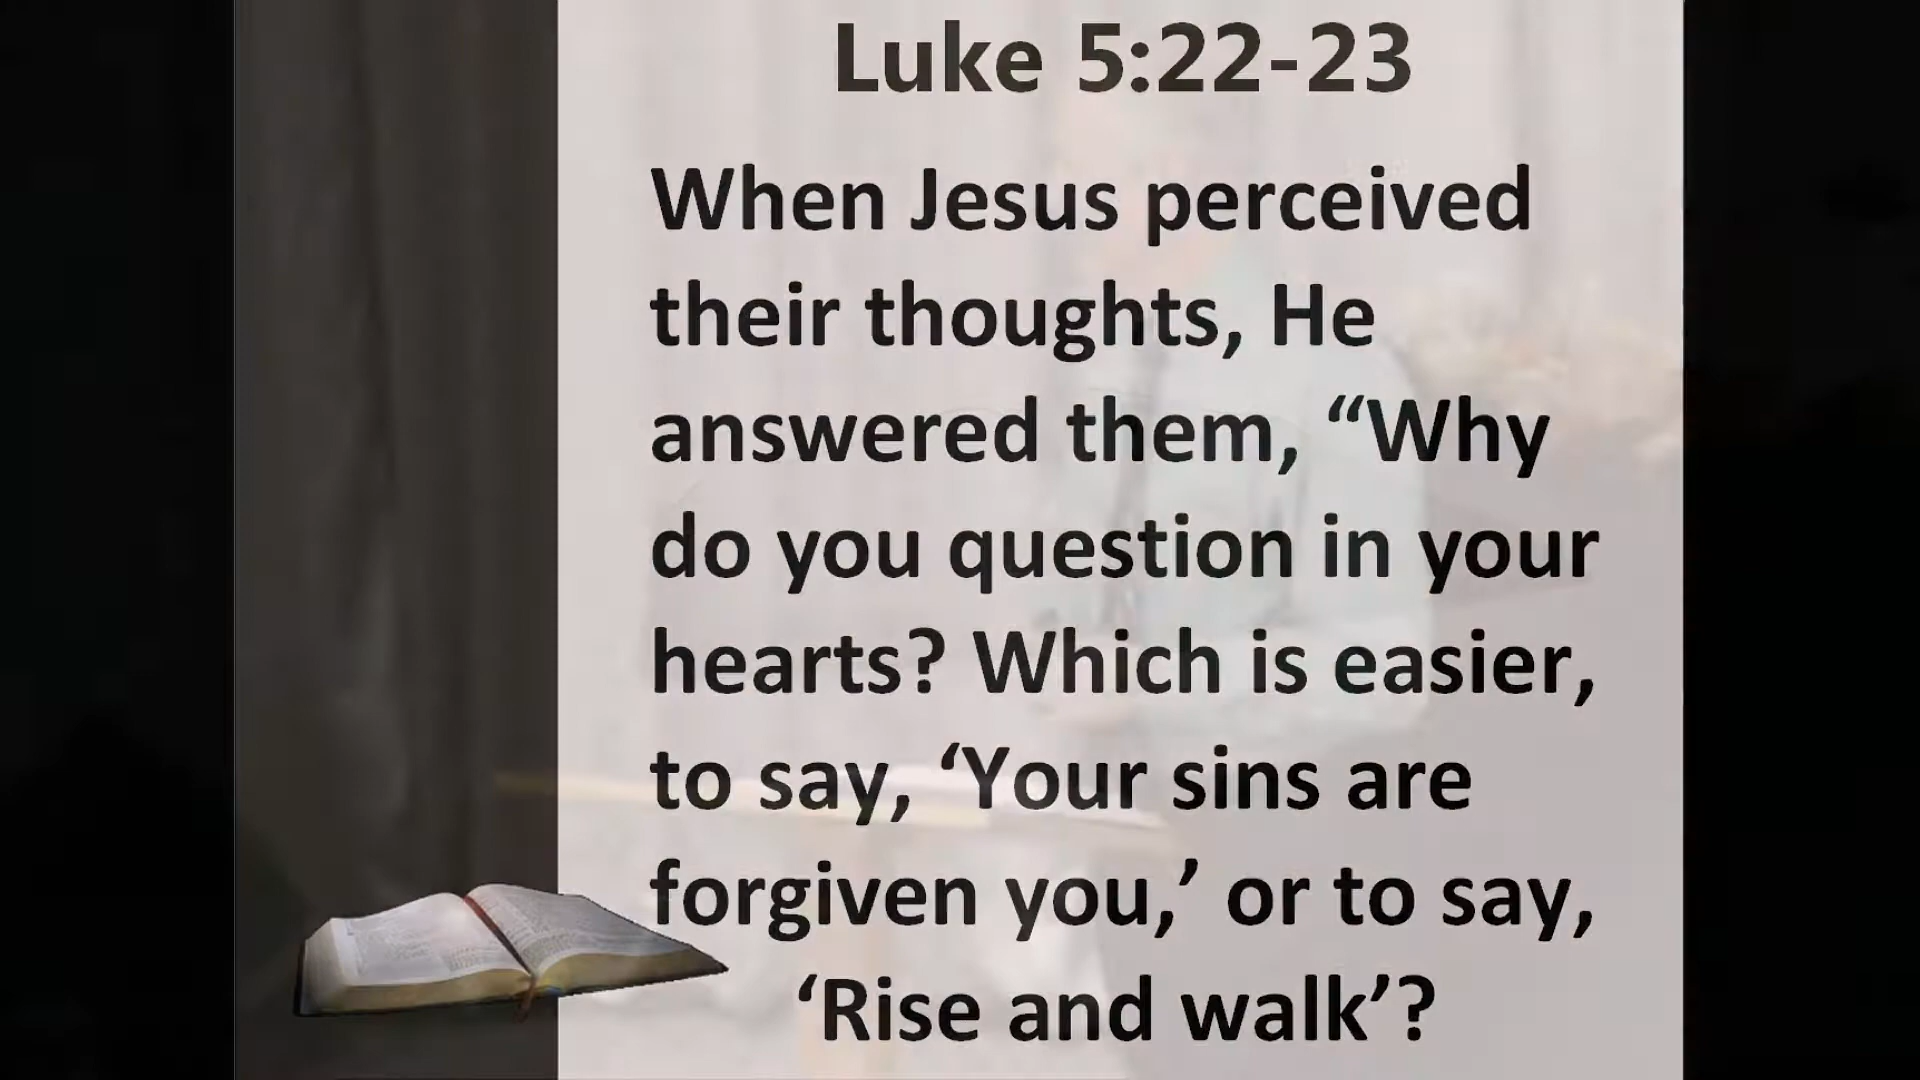 Luke 5:22-23
When Jesus perceived
their thoughts, He
answered them, “Why
do you question in your
hearts? Which is easier,
to say, ‘Your sins are
forgiven you,’ or to say,
‘Rise and walk’?